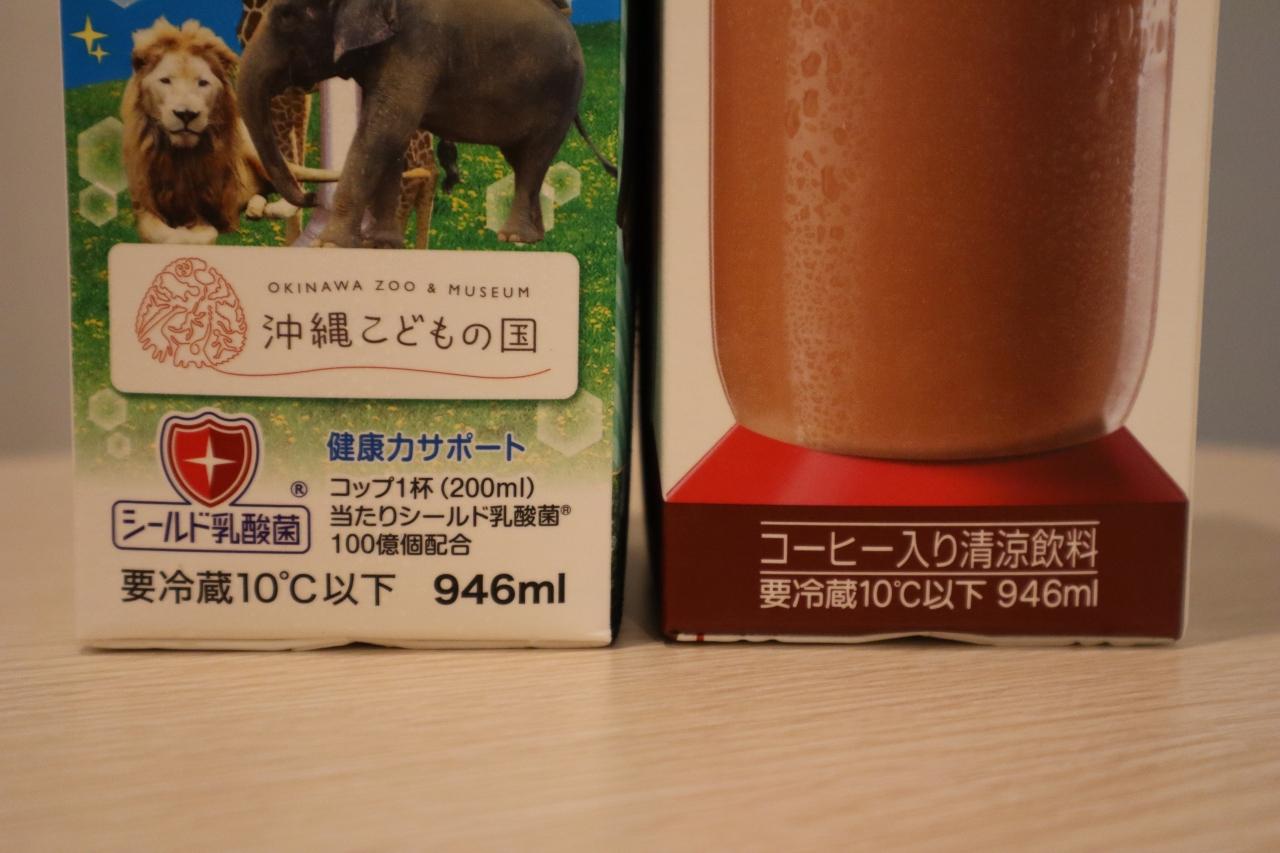 OKINAWA ZOO & MUSEUM
沖縄こどもの国
健康力サポート
コップ1杯(200ml)
当たりシールド乳酸菌®
100億個配合
®
シールド乳酸菌
要冷蔵10℃以下 946ml
コーヒー入り清涼飲料
要冷蔵10℃以下 946ml